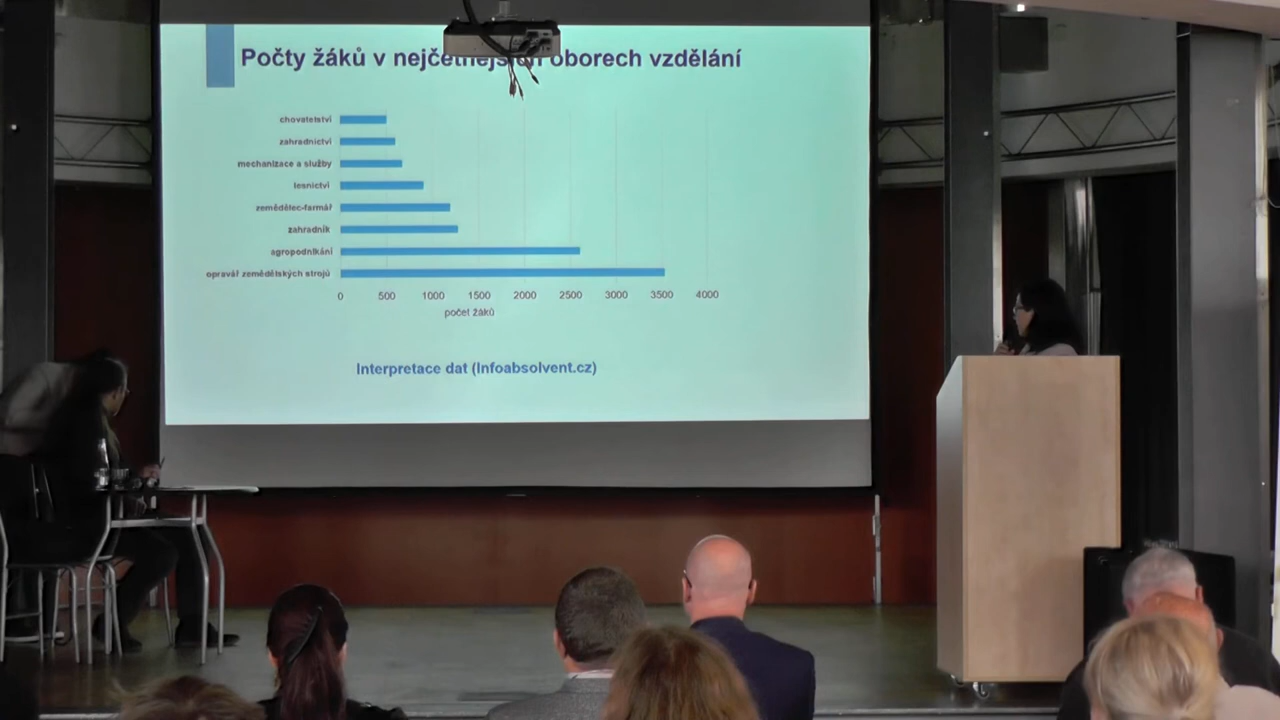 Počty žáků v nejčetnějších oborech vzdělání
chovatelství
zahradnictví
mechanizace a služby
lesnictví
zemědělec-farmář
zahradník
agropodnikání
opravář zemědělských strojů
0 500 1000 1500 2000 2500 3000 3500 4000
počet žáků
Interpretace dat (Infoabsolvent.cz)